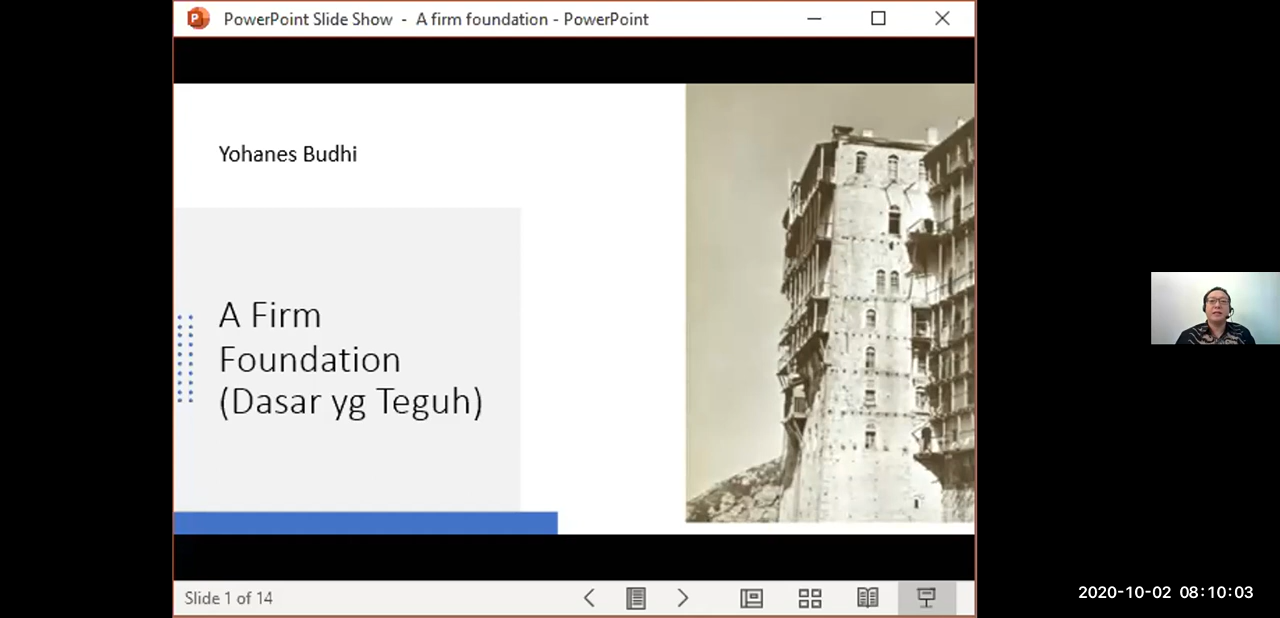 PowerPoint Slide Show - A firm foundation - PowerPoint
Yohanes Budhi
A Firm
Foundation
(Dasar yg Teguh)
Slide 1 of 14
2020-10-02 08:10:03